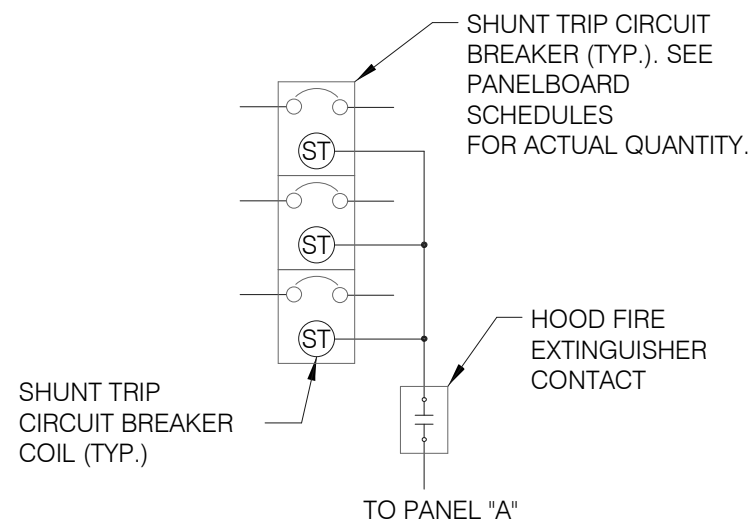 SHUNT TRIP CIRCUIT
BREAKER (TYP.). SEE
PANELBOARD
SCHEDULES
FOR ACTUAL QUANTITY.
ST
ST
ST
HOOD FIRE
EXTINGUISHER
CONTACT
SHUNT TRIP
CIRCUIT BREAKER
COIL (TYP.)
TO PANEL "A"